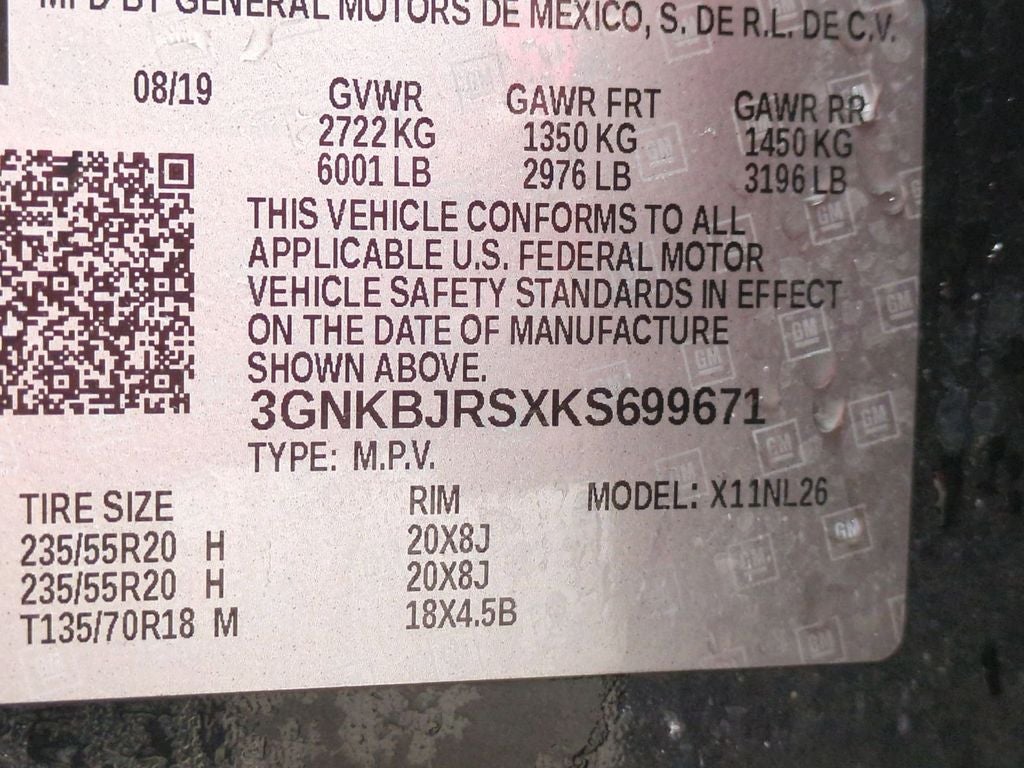 MFD BY GENERAL MOTORS DE MEXICO, S. DE R.L. DE C.V.
08/19 GVWR GAWR FRT GAWR RR
2722 KG 1350 KG 1450 KG
6001 LB 2976 LB 3196 LB
THIS VEHICLE CONFORMS TO ALL
APPLICABLE U.S. FEDERAL MOTOR
VEHICLE SAFETY STANDARDS IN EFFECT
ON THE DATE OF MANUFACTURE
SHOWN ABOVE.
3GNKBJRSXKS699671
TYPE: M.P.V.
TIRE SIZE RIM MODEL: X11NL26
235/55R20 H 20X8J
235/55R20 H 20X8J
T135/70R18 M 18X4.5B